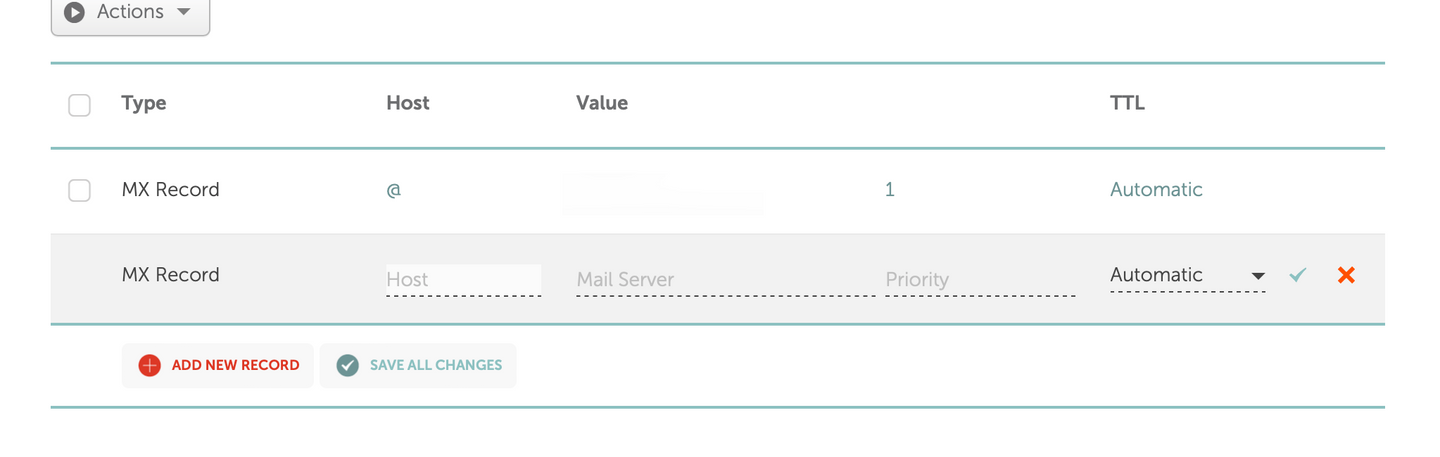 Actions
Type Host Value TTL
MX Record @ 1 Automatic
MX Record Host Mail Server Priority Automatic
ADD NEW RECORD SAVE ALL CHANGES